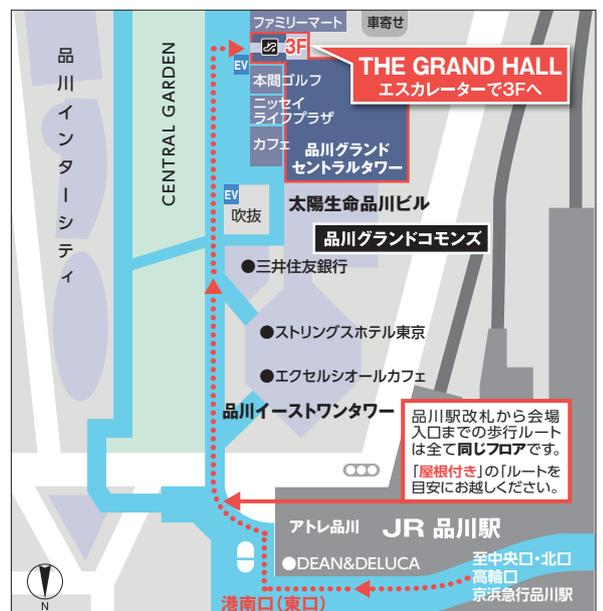 ファミリーマート
車寄せ
3F
EV
THE GRAND HALL
エスカレーターで3Fへ
本間ゴルフ
ニッセイ
ライフプラザ
カフェ
品川グランド
セントラルタワー
品川インターシティ
CENTRAL GARDEN
EV
吹抜
太陽生命品川ビル
品川グランドコモンズ
●三井住友銀行
●ストリングスホテル東京
●エクセルシオールカフェ
品川イーストワンタワー
品川駅改札から会場
入口までの歩行ルート
は全て同じフロアです。
「屋根付き」の「ルートを
目安にお越しください。
アトレ品川
JR 品川駅
●DEAN&DELUCA
至中央口・北口
高輪口
京浜急行品川駅
港南口（東口）
N